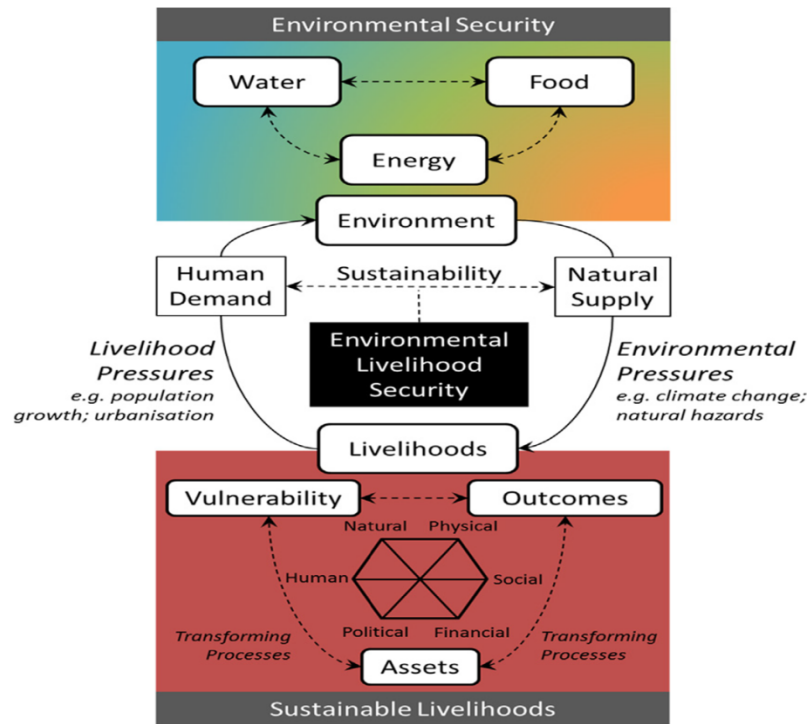 Environmental Security
Water
Food
Energy
Environment
Human
Demand
Sustainability
Natural
Supply
Environmental
Livelihood
Security
Livelihood
Pressures
e.g. population
growth; urbanisation
Environmental
Pressures
e.g. climate change;
natural hazards
Livelihoods
Vulnerability
Outcomes
Natural
Physical
Human
Social
Political
Financial
Transforming
Processes
Transforming
Processes
Assets
Sustainable Livelihoods